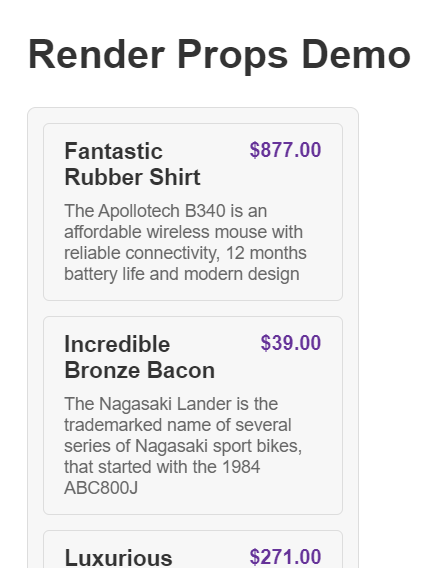 Render Props Demo
Fantastic $877.00
Rubber Shirt
The Apollotech B340 is an
affordable wireless mouse with
reliable connectivity, 12 months
battery life and modern design
Incredible $39.00
Bronze Bacon
The Nagasaki Lander is the
trademarked name of several
series of Nagasaki sport bikes,
that started with the 1984
ABC800J
Luxurious $271.00